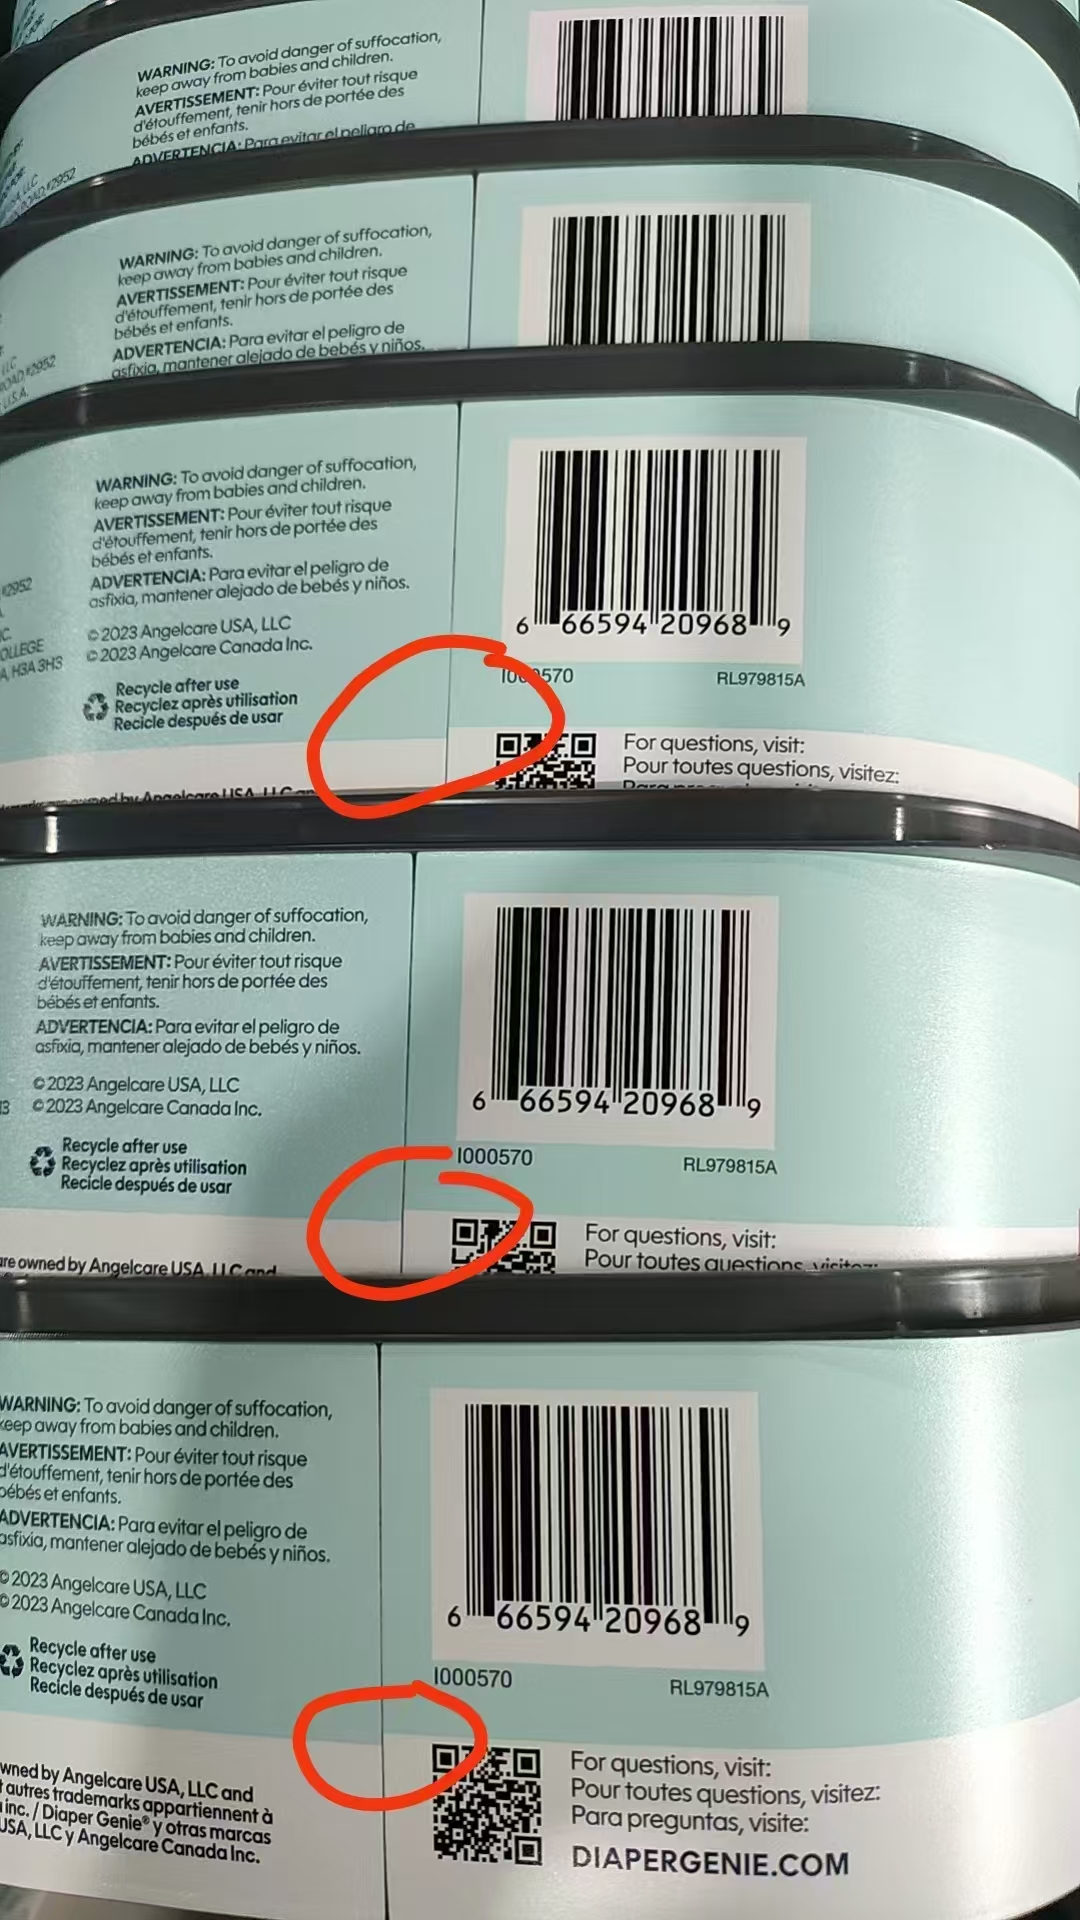 WARNING: To avoid danger of suffocation,
keep away from babies and children.
AVERTISSEMENT: Pour éviter tout risque
d'étouffement, tenir hors de portée des
bébés et enfants.
ADVERTENCIA: Para evitar el peligro de
, LLC
ROAD, #2952
WARNING: To avoid danger of suffocation,
keep away from babies and children.
AVERTISSEMENT: Pour éviter tout risque
d'étouffement, tenir hors de portée des
bébés et enfants.
ADVERTENCIA: Para evitar el peligro de
asfixia, mantener alejado de bebés y niños.
LLC
ROAD, #2952
U.S.A.
WARNING: To avoid danger of suffocation,
keep away from babies and children.
AVERTISSEMENT: Pour éviter tout risque
d'étouffement, tenir hors de portée des
bébés et enfants.
ADVERTENCIA: Para evitar el peligro de
asfixia, mantener alejado de bebés y niños.
#2952
C.
OLLEGE
A, H3A 3H3
© 2023 Angelcare USA, LLC
© 2023 Angelcare Canada Inc.
Recycle after use
Recyclez après utilisation
Recicle después de usar
owned by Angelcare USA, LLC
6 66594 20968 9
I000570 RL979815A
For questions, visit:
Pour toutes questions, visitez:
WARNING: To avoid danger of suffocation,
keep away from babies and children.
AVERTISSEMENT: Pour éviter tout risque
d'étouffement, tenir hors de portée des
bébés et enfants.
ADVERTENCIA: Para evitar el peligro de
asfixia, mantener alejado de bebés y niños.
© 2023 Angelcare USA, LLC
© 2023 Angelcare Canada Inc.
Recycle after use
Recyclez après utilisation
Recicle después de usar
are owned by Angelcare USA, LLC and
6 66594 20968 9
I000570 RL979815A
For questions, visit:
Pour toutes questions, visitez:
WARNING: To avoid danger of suffocation,
keep away from babies and children.
AVERTISSEMENT: Pour éviter tout risque
d'étouffement, tenir hors de portée des
bébés et enfants.
ADVERTENCIA: Para evitar el peligro de
asfixia, mantener alejado de bebés y niños.
© 2023 Angelcare USA, LLC
© 2023 Angelcare Canada Inc.
Recycle after use
Recyclez après utilisation
Recicle después de usar
owned by Angelcare USA, LLC and
t autres trademarks appartiennent à
inc. / Diaper Genie® y otras marcas
USA, LLC y Angelcare Canada Inc.
6 66594 20968 9
I000570 RL979815A
For questions, visit:
Pour toutes questions, visitez:
Para preguntas, visite:
DIAPERGENIE.COM